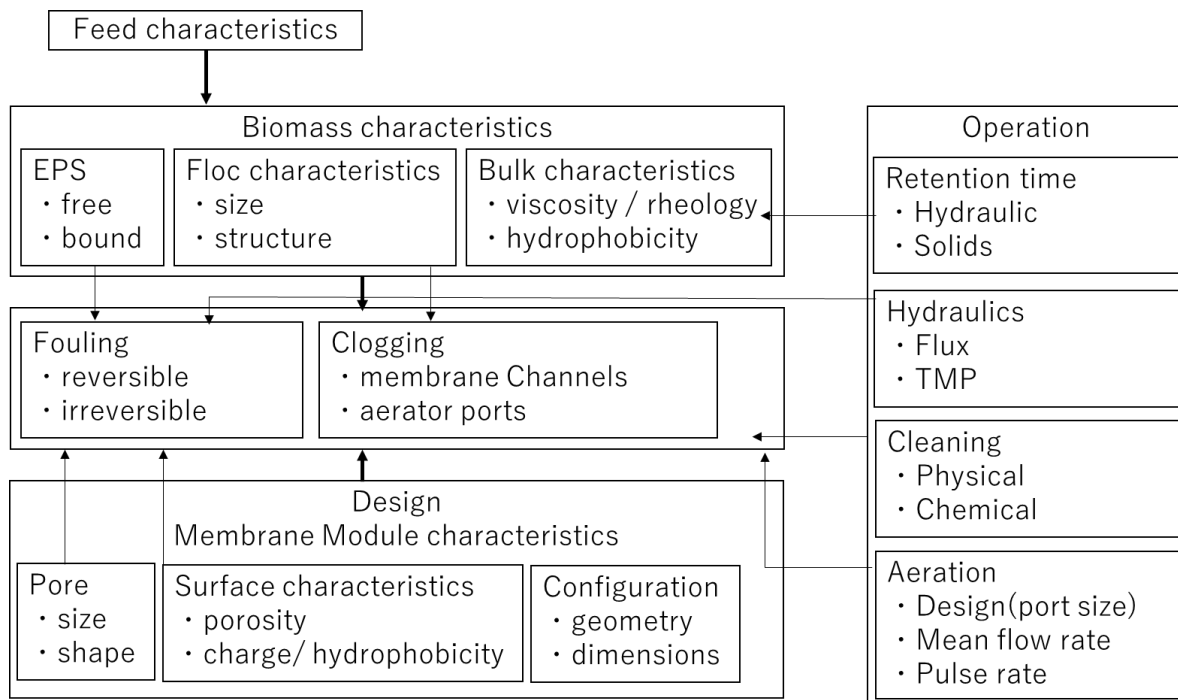 Feed characteristics
Biomass characteristics
EPS
・free
・bound
Floc characteristics
・size
・structure
Bulk characteristics
・viscosity / rheology
・hydrophobicity
Fouling
・reversible
・irreversible
Clogging
・membrane Channels
・aerator ports
Design
Membrane Module characteristics
Pore
・size
・shape
Surface characteristics
・porosity
・charge/ hydrophobicity
Configuration
・geometry
・dimensions
Operation
Retention time
・Hydraulic
・Solids
Hydraulics
・Flux
・TMP
Cleaning
・Physical
・Chemical
Aeration
・Design(port size)
・Mean flow rate
・Pulse rate